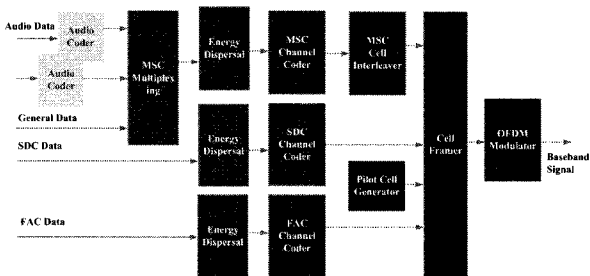 Audio Data
Audio
Coder
Audio
Coder
General Data
SDC Data
FAC Data
MSC
Multiplex
ing
Energy
Dispersal
MSC
Channel
Coder
MSC
Cell
Interleaver
Energy
Dispersal
SDC
Channel
Coder
Pilot Cell
Generator
Energy
Dispersal
FAC
Channel
Coder
Cell
Framer
OFDM
Modulator
Baseband
Signal